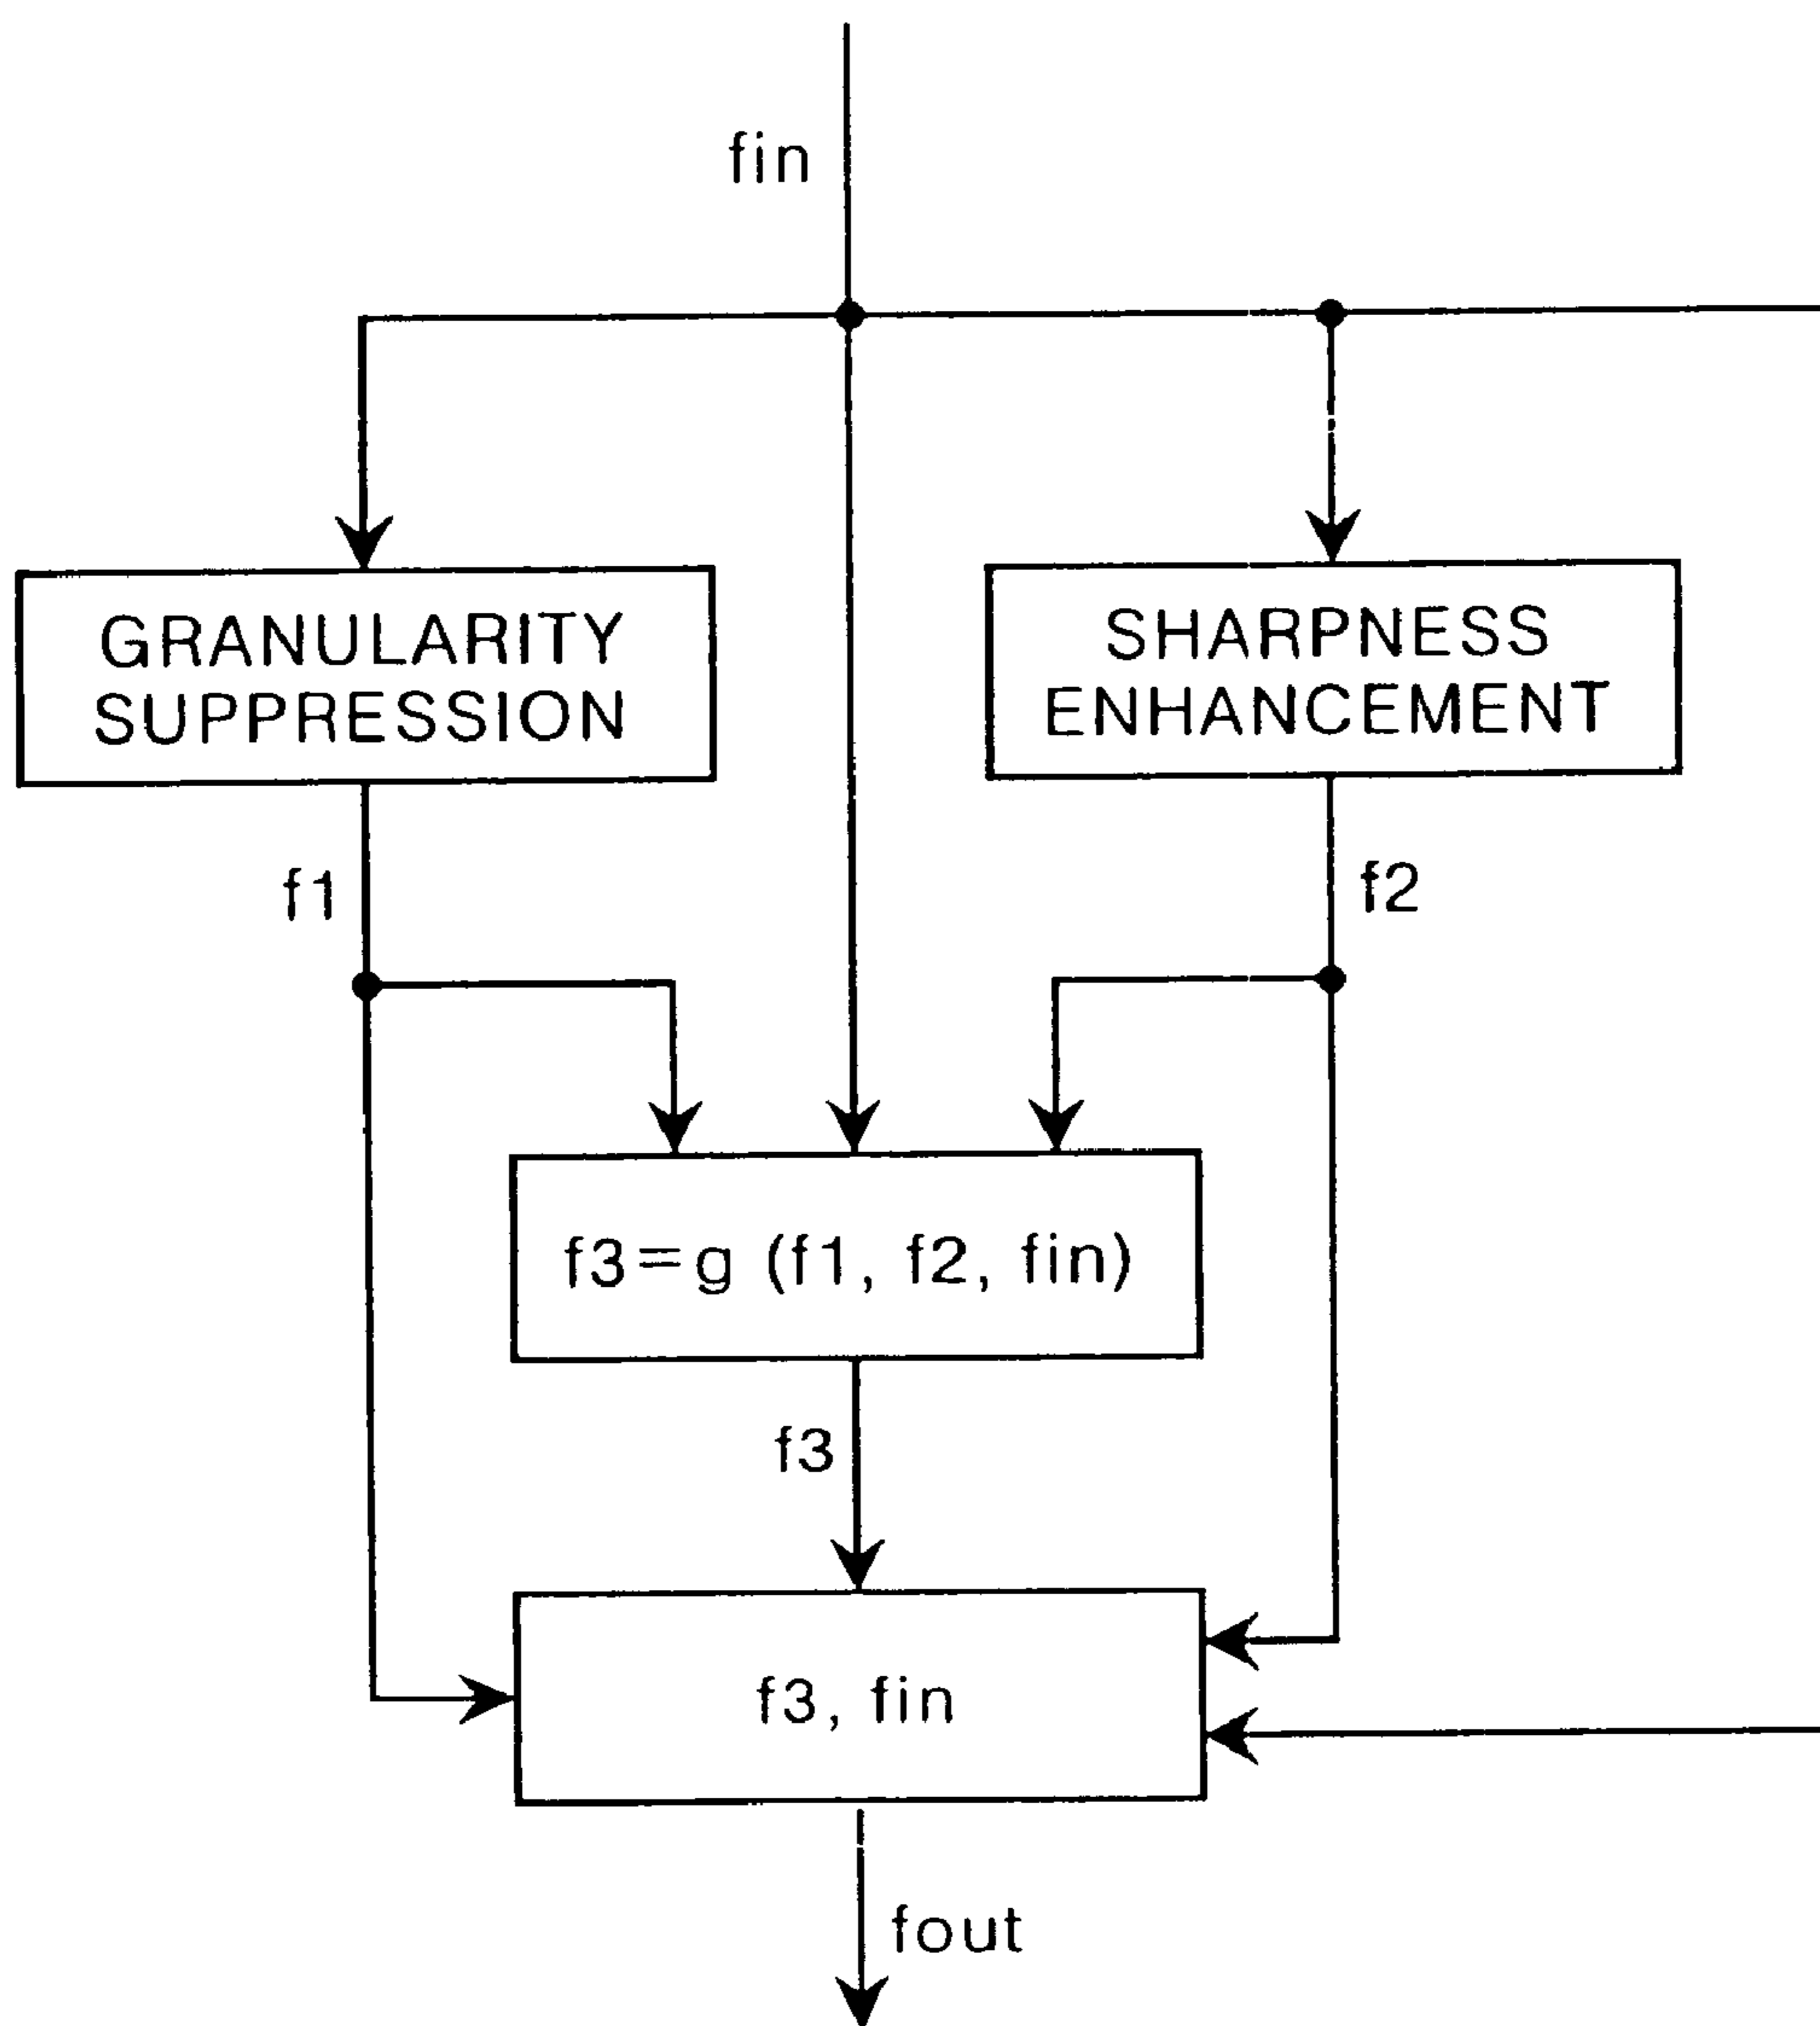 fin
GRANULARITY
SUPPRESSION
SHARPNESS
ENHANCEMENT
f1
f2
f3=g (f1, f2, fin)
f3
f3, fin
fout